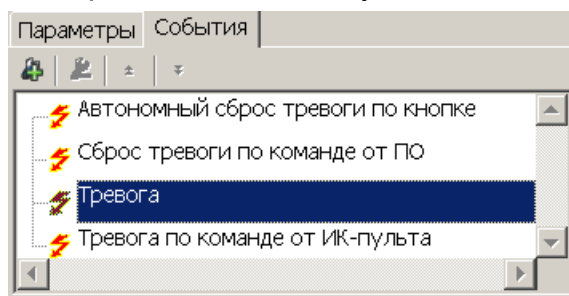 Параметры События
Автономный сброс тревоги по кнопке
Сброс тревоги по команде от ПО
Тревога
Тревога по команде от ИК-пульта